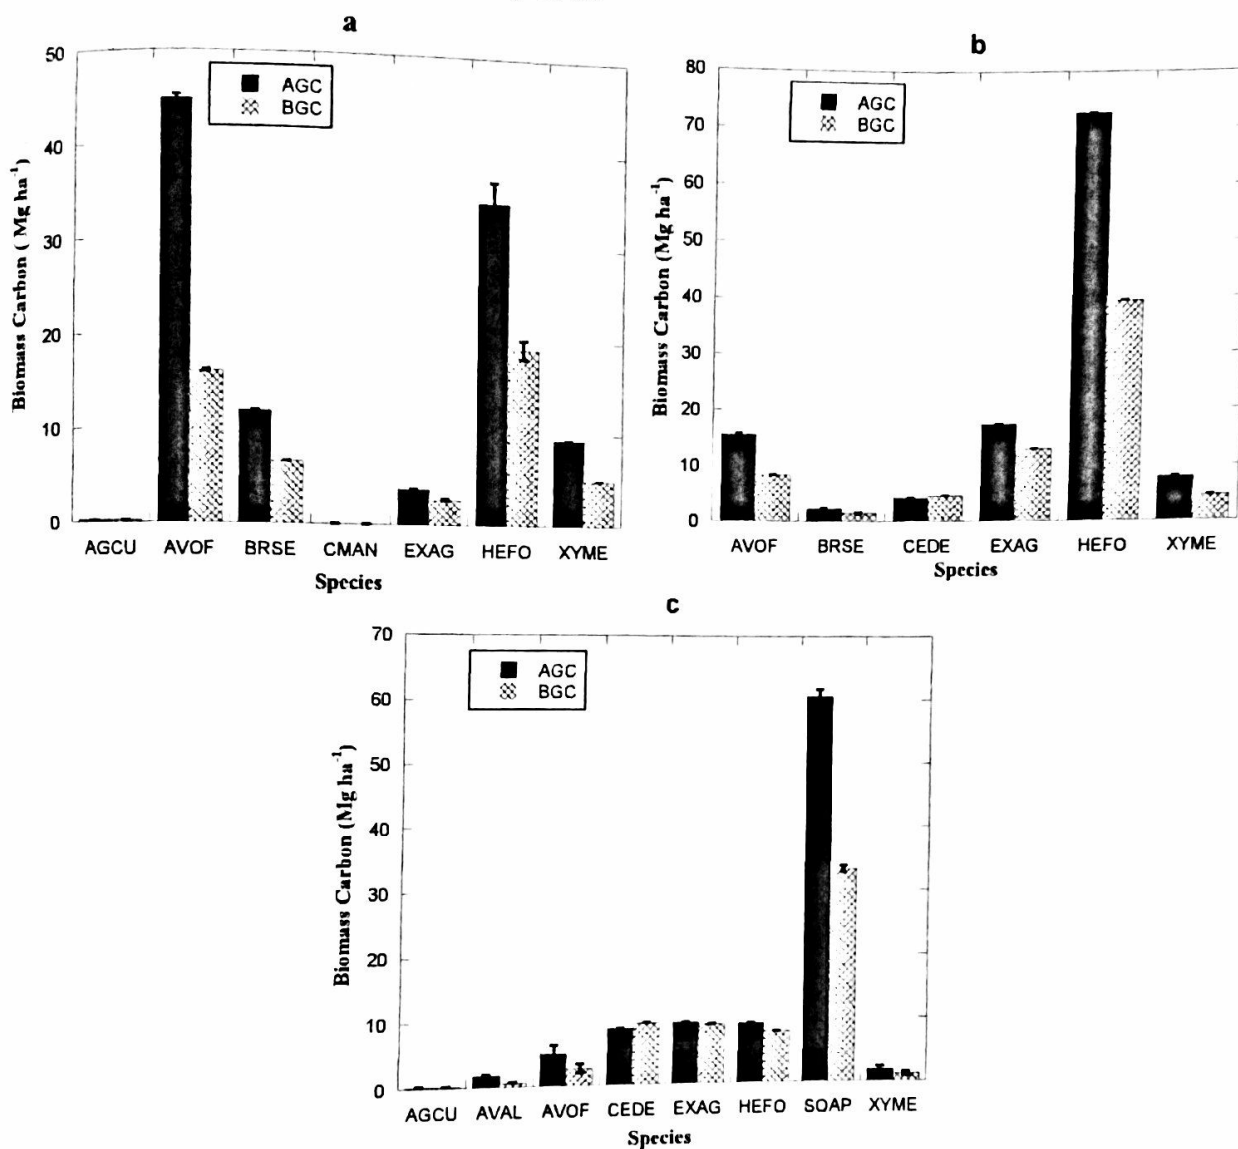 a
50
40
30
20
10
0
Biomass Carbon ( Mg ha⁻¹)
AGC
BGC
AGCU AVOF BRSE CMAN EXAG HEFO XYME
Species
b
80
70
60
50
40
30
20
10
0
Biomass Carbon (Mg ha⁻¹)
AGC
BGC
AVOF BRSE CEDE EXAG HEFO XYME
Species
c
70
60
50
40
30
20
10
0
Biomass Carbon (Mg ha⁻¹)
AGC
BGC
AGCU AVAL AVOF CEDE EXAG HEFO SOAP XYME
Species